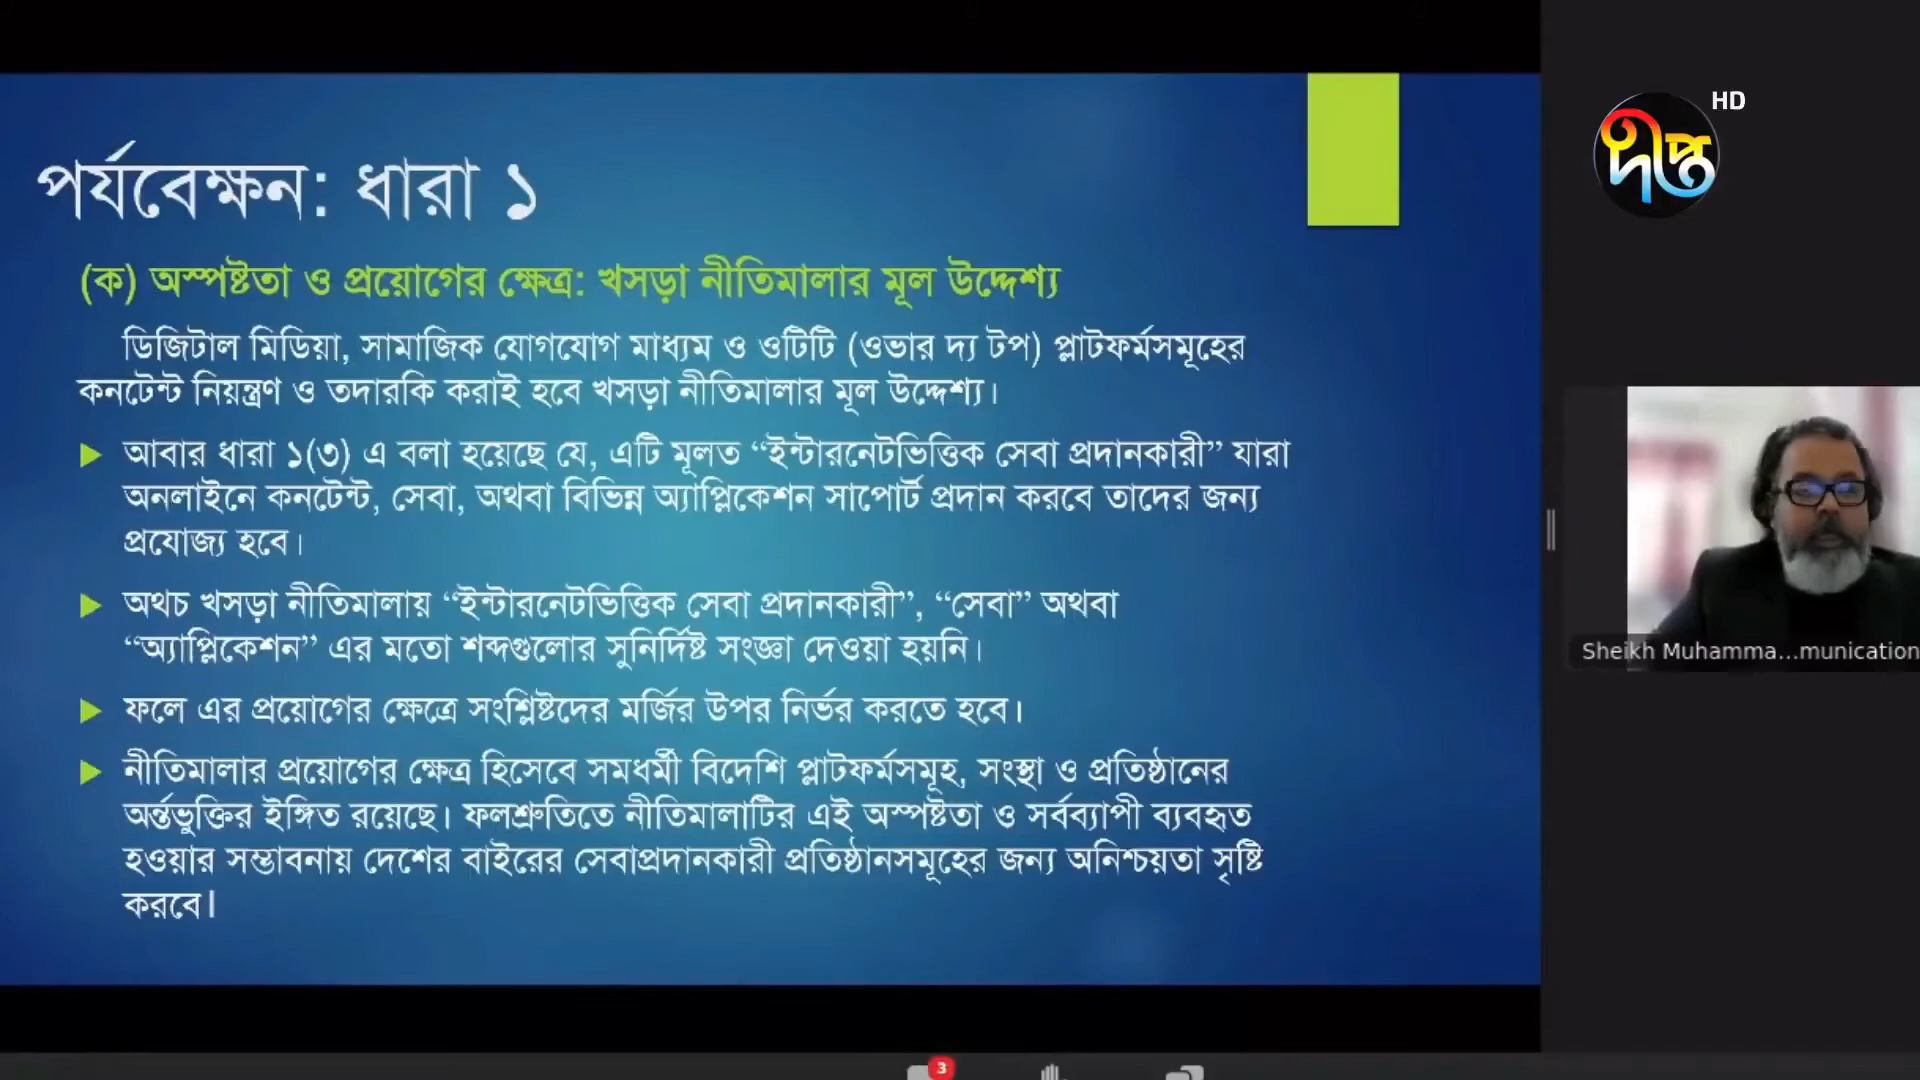 পর্যবেক্ষন: ধারা ১
(ক) অস্পষ্টতা ও প্রয়োগের ক্ষেত্র: খসড়া নীতিমালার মূল উদ্দেশ্য
ডিজিটাল মিডিয়া, সামাজিক যোগযোগ মাধ্যম ও ওটিটি (ওভার দ্য টপ) প্লাটফর্মসমূহের
কনটেন্ট নিয়ন্ত্রণ ও তদারকি করাই হবে খসড়া নীতিমালার মূল উদ্দেশ্য।
আবার ধারা ১(৩) এ বলা হয়েছে যে, এটি মূলত “ইন্টারনেটভিত্তিক সেবা প্রদানকারী” যারা
অনলাইনে কনটেন্ট, সেবা, অথবা বিভিন্ন অ্যাপ্লিকেশন সাপোর্ট প্রদান করবে তাদের জন্য
প্রযোজ্য হবে।
অথচ খসড়া নীতিমালায় “ইন্টারনেটভিত্তিক সেবা প্রদানকারী”, “সেবা” অথবা
“অ্যাপ্লিকেশন” এর মতো শব্দগুলোর সুনির্দিষ্ট সংজ্ঞা দেওয়া হয়নি।
ফলে এর প্রয়োগের ক্ষেত্রে সংশ্লিষ্টদের মর্জির উপর নির্ভর করতে হবে।
নীতিমালার প্রয়োগের ক্ষেত্র হিসেবে সমধর্মী বিদেশি প্লাটফর্মসমূহ, সংস্থা ও প্রতিষ্ঠানের
অর্ন্তভুক্তির ইঙ্গিত রয়েছে। ফলশ্রুতিতে নীতিমালাটির এই অস্পষ্টতা ও সর্বব্যাপী ব্যবহৃত
হওয়ার সম্ভাবনায় দেশের বাইরের সেবাপ্রদানকারী প্রতিষ্ঠানসমূহের জন্য অনিশ্চয়তা সৃষ্টি
করবে।
HD
দীপ্ত
Sheikh Muhamma...munication
3